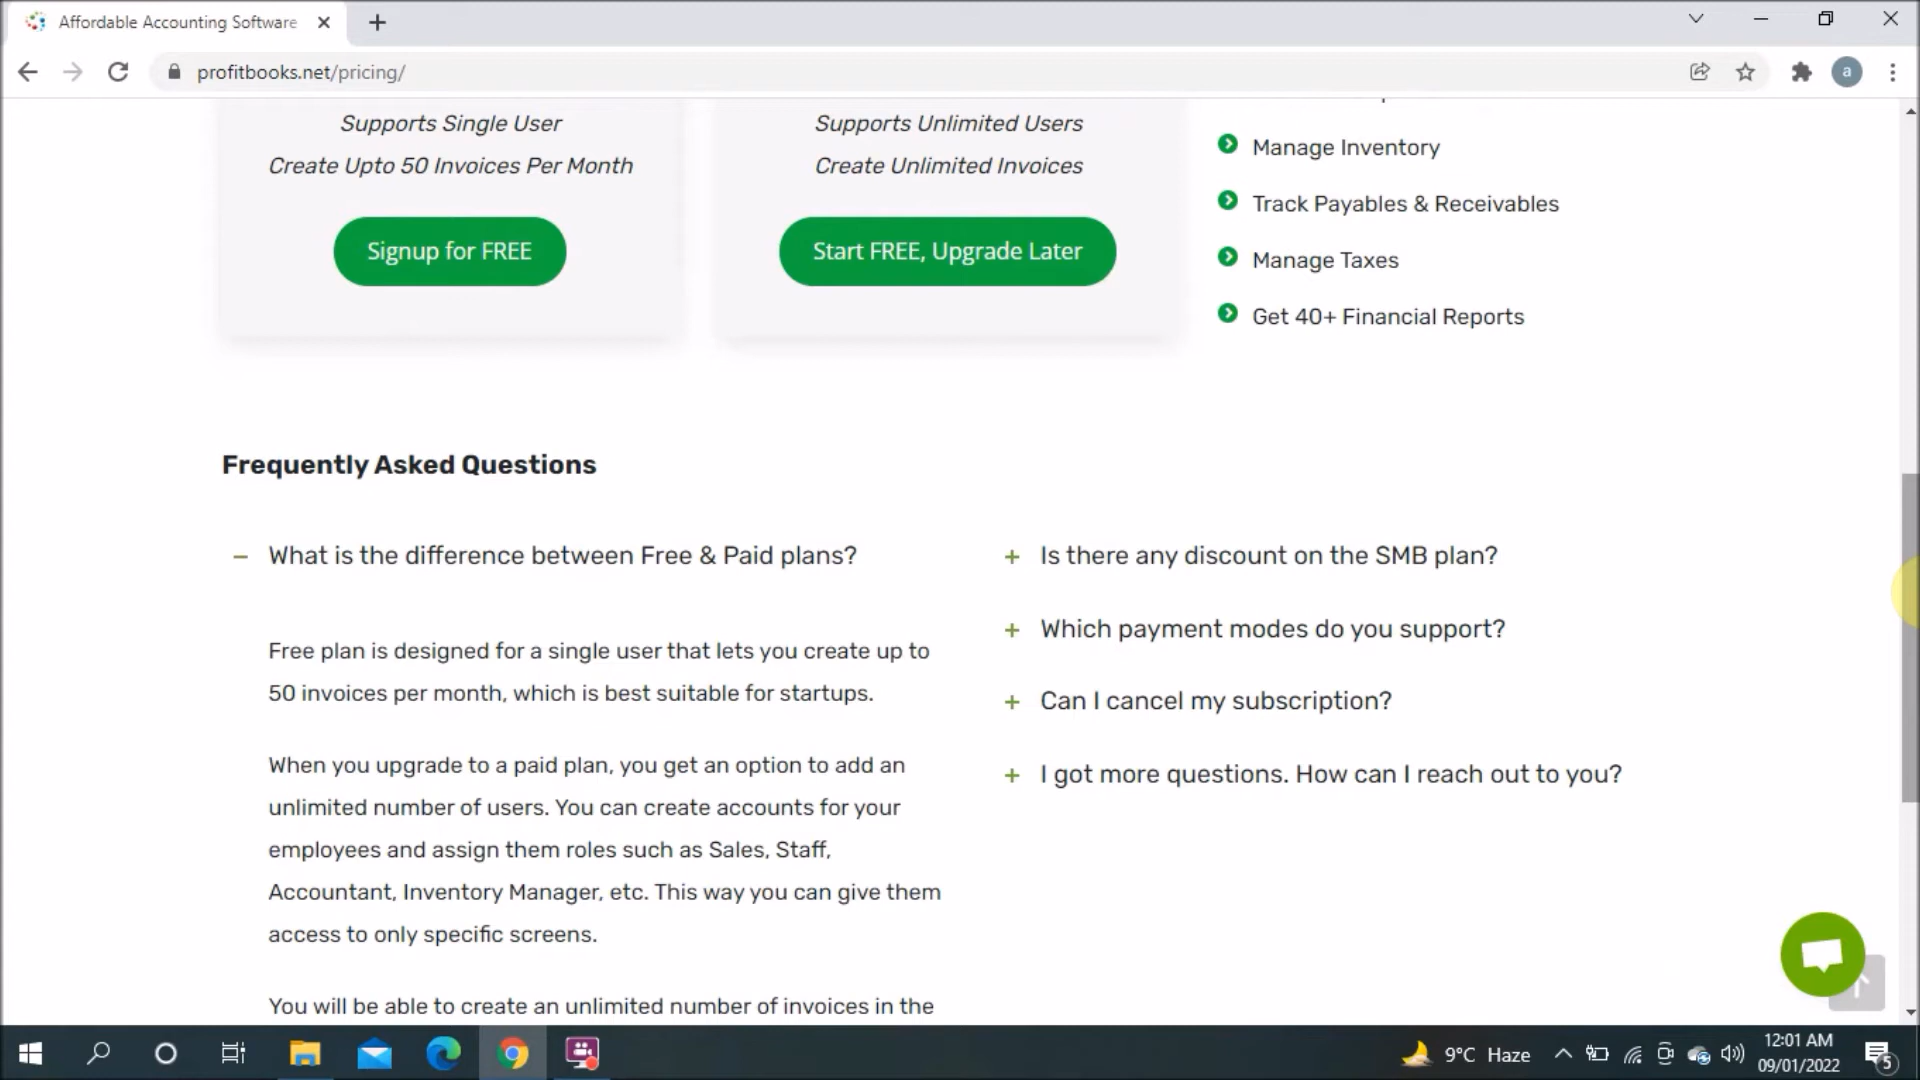 Affordable Accounting Software
profitbooks.net/pricing/
a
Supports Single User
Create Upto 50 Invoices Per Month
Signup for FREE
Supports Unlimited Users
Create Unlimited Invoices
Start FREE, Upgrade Later
Manage Inventory
Track Payables & Receivables
Manage Taxes
Get 40+ Financial Reports
Frequently Asked Questions
What is the difference between Free & Paid plans?
Free plan is designed for a single user that lets you create up to
50 invoices per month, which is best suitable for startups.
When you upgrade to a paid plan, you get an option to add an
unlimited number of users. You can create accounts for your
employees and assign them roles such as Sales, Staff,
Accountant, Inventory Manager, etc. This way you can give them
access to only specific screens.
You will be able to create an unlimited number of invoices in the
Is there any discount on the SMB plan?
Which payment modes do you support?
Can I cancel my subscription?
I got more questions. How can I reach out to you?
9°C Haze
12:01 AM
09/01/2022
5